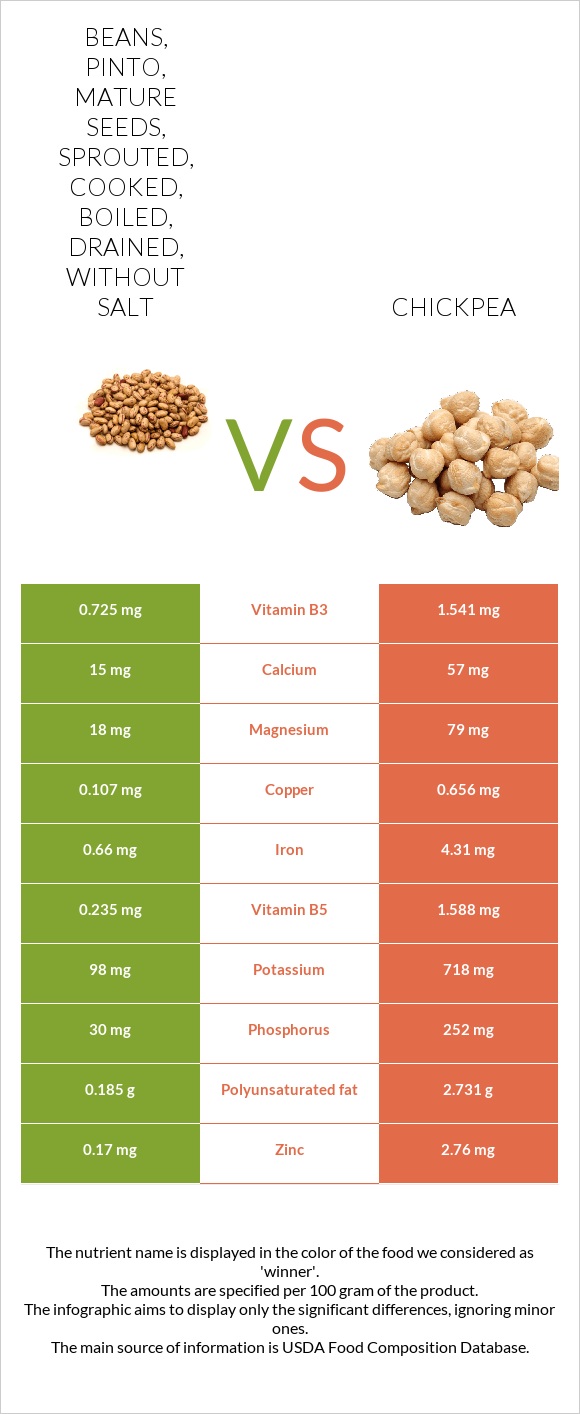 BEANS,
PINTO,
MATURE
SEEDS,
SPROUTED,
COOKED,
BOILED,
DRAINED,
WITHOUT
SALT
CHICKPEA
VS
0.725 mg Vitamin B3 1.541 mg
15 mg Calcium 57 mg
18 mg Magnesium 79 mg
0.107 mg Copper 0.656 mg
0.66 mg Iron 4.31 mg
0.235 mg Vitamin B5 1.588 mg
98 mg Potassium 718 mg
30 mg Phosphorus 252 mg
0.185 g Polyunsaturated fat 2.731 g
0.17 mg Zinc 2.76 mg
The nutrient name is displayed in the color of the food we considered as
'winner'.
The amounts are specified per 100 gram of the product.
The infographic aims to display only the significant differences, ignoring minor
ones.
The main source of information is USDA Food Composition Database.